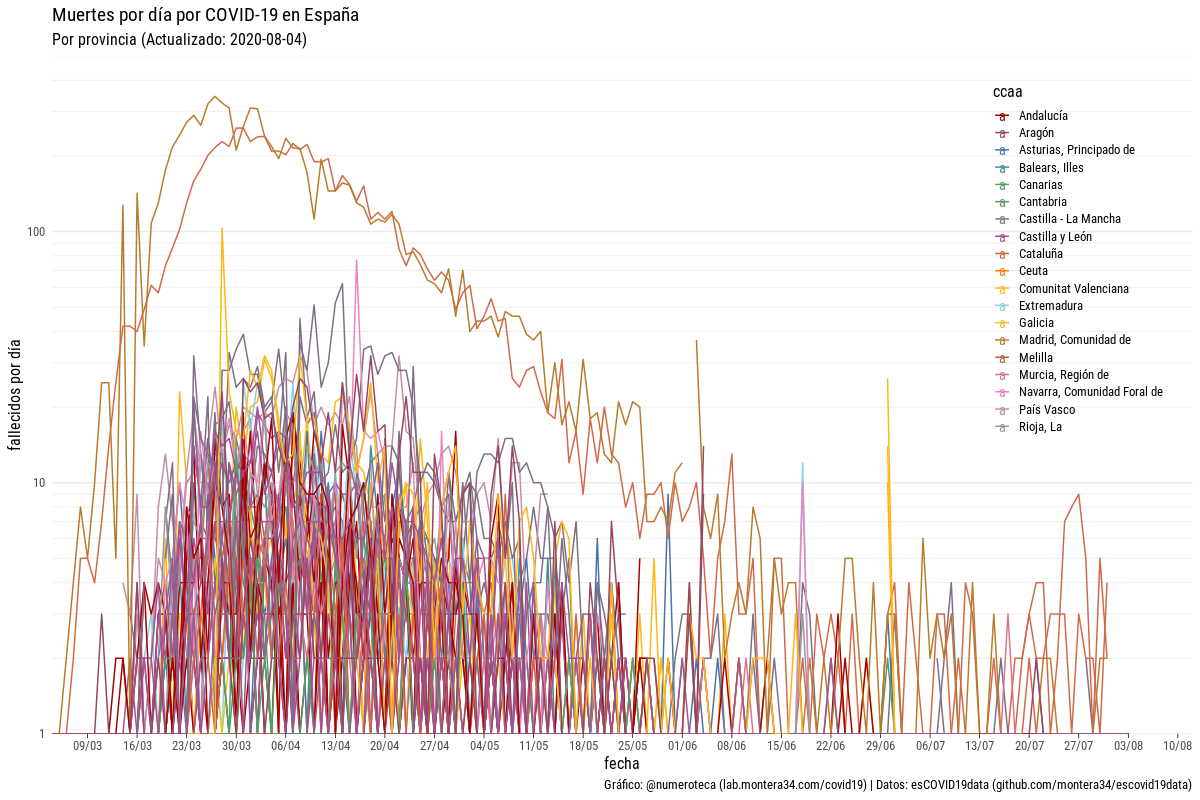 Muertes por día por COVID-19 en España
Por provincia (Actualizado: 2020-08-04)
ccaa
Andalucía
Aragón
Asturias, Principado de
Balears, Illes
Canarias
Cantabria
Castilla - La Mancha
Castilla y León
Cataluña
Ceuta
Comunitat Valenciana
Extremadura
Galicia
Madrid, Comunidad de
Melilla
Murcia, Región de
Navarra, Comunidad Foral de
País Vasco
Rioja, La
fallecidos por día
100
10
1
09/03 16/03 23/03 30/03 06/04 13/04 20/04 27/04 04/05 11/05 18/05 25/05 01/06 08/06 15/06 22/06 29/06 06/07 13/07 20/07 27/07 03/08 10/08
fecha
Gráfico: @numeroteca (lab.montera34.com/covid19) | Datos: esCOVID19data (github.com/montera34/escovid19data)